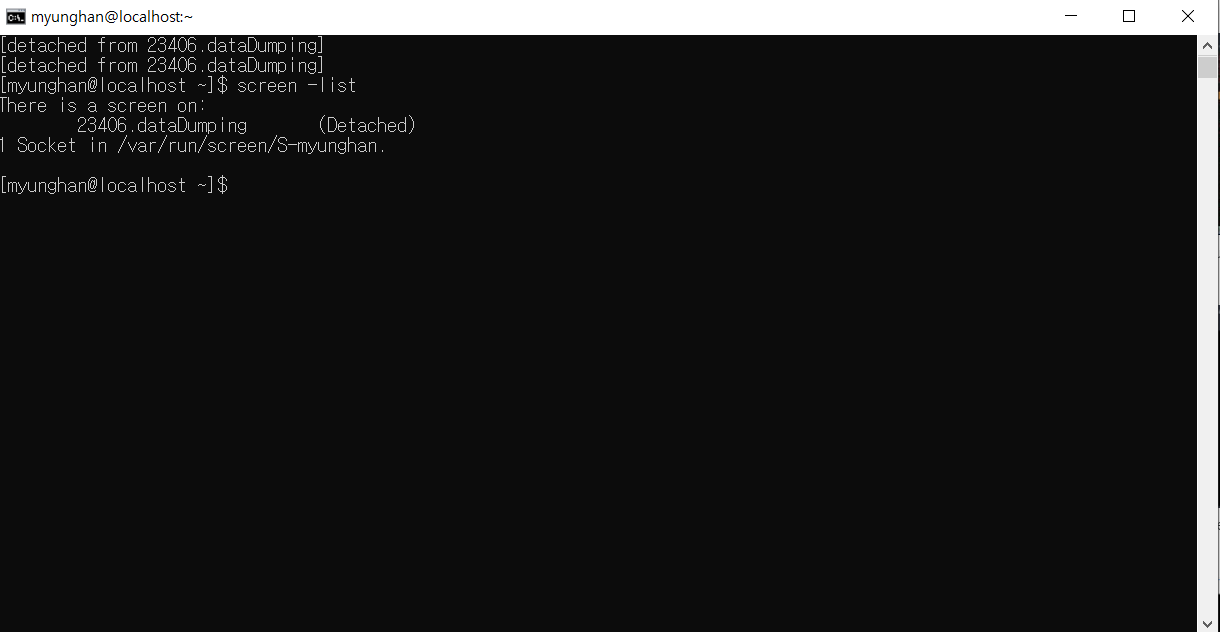 myunghan@localhost:~
[detached from 23406.dataDumping]
[detached from 23406.dataDumping]
[myunghan@localhost ~]$ screen -list
There is a screen on:
23406.dataDumping (Detached)
1 Socket in /var/run/screen/S-myunghan.
[myunghan@localhost ~]$